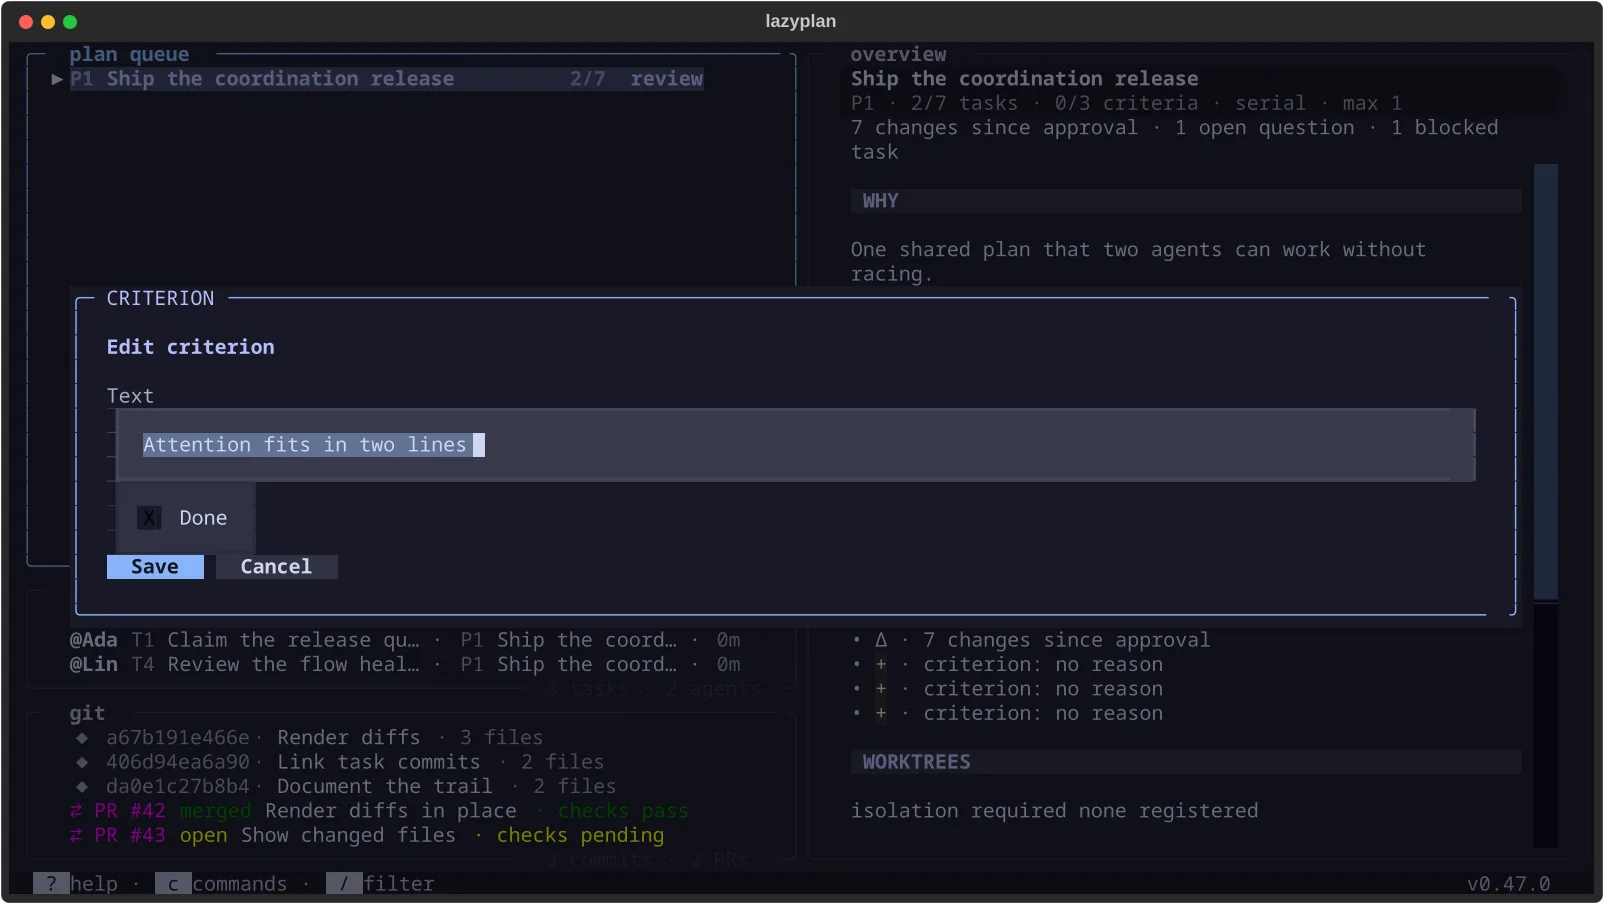 lazyplan
plan queue
▶ P1 Ship the coordination release 2/7 review
overview
Ship the coordination release
P1 · 2/7 tasks · 0/3 criteria · serial · max 1
7 changes since approval · 1 open question · 1 blocked
task
WHY
One shared plan that two agents can work without
racing.
CRITERION
Edit criterion
Text
Attention fits in two lines
X Done
Save Cancel
@Ada T1 Claim the release qu… · P1 Ship the coord… · 0m
@Lin T4 Review the flow heal… · P1 Ship the coord… · 0m
3 tasks · 2 agents
git
◆ a67b191e466e· Render diffs · 3 files
◆ 406d94ea6a90· Link task commits · 2 files
◆ da0e1c27b8b4· Document the trail · 2 files
⇄ PR #42 merged Render diffs in place · checks pass
⇄ PR #43 open Show changed files · checks pending
3 commits · 2 PRs
• Δ · 7 changes since approval
• + · criterion: no reason
• + · criterion: no reason
• + · criterion: no reason
WORKTREES
isolation required none registered
? help · c commands · / filter
v0.47.0